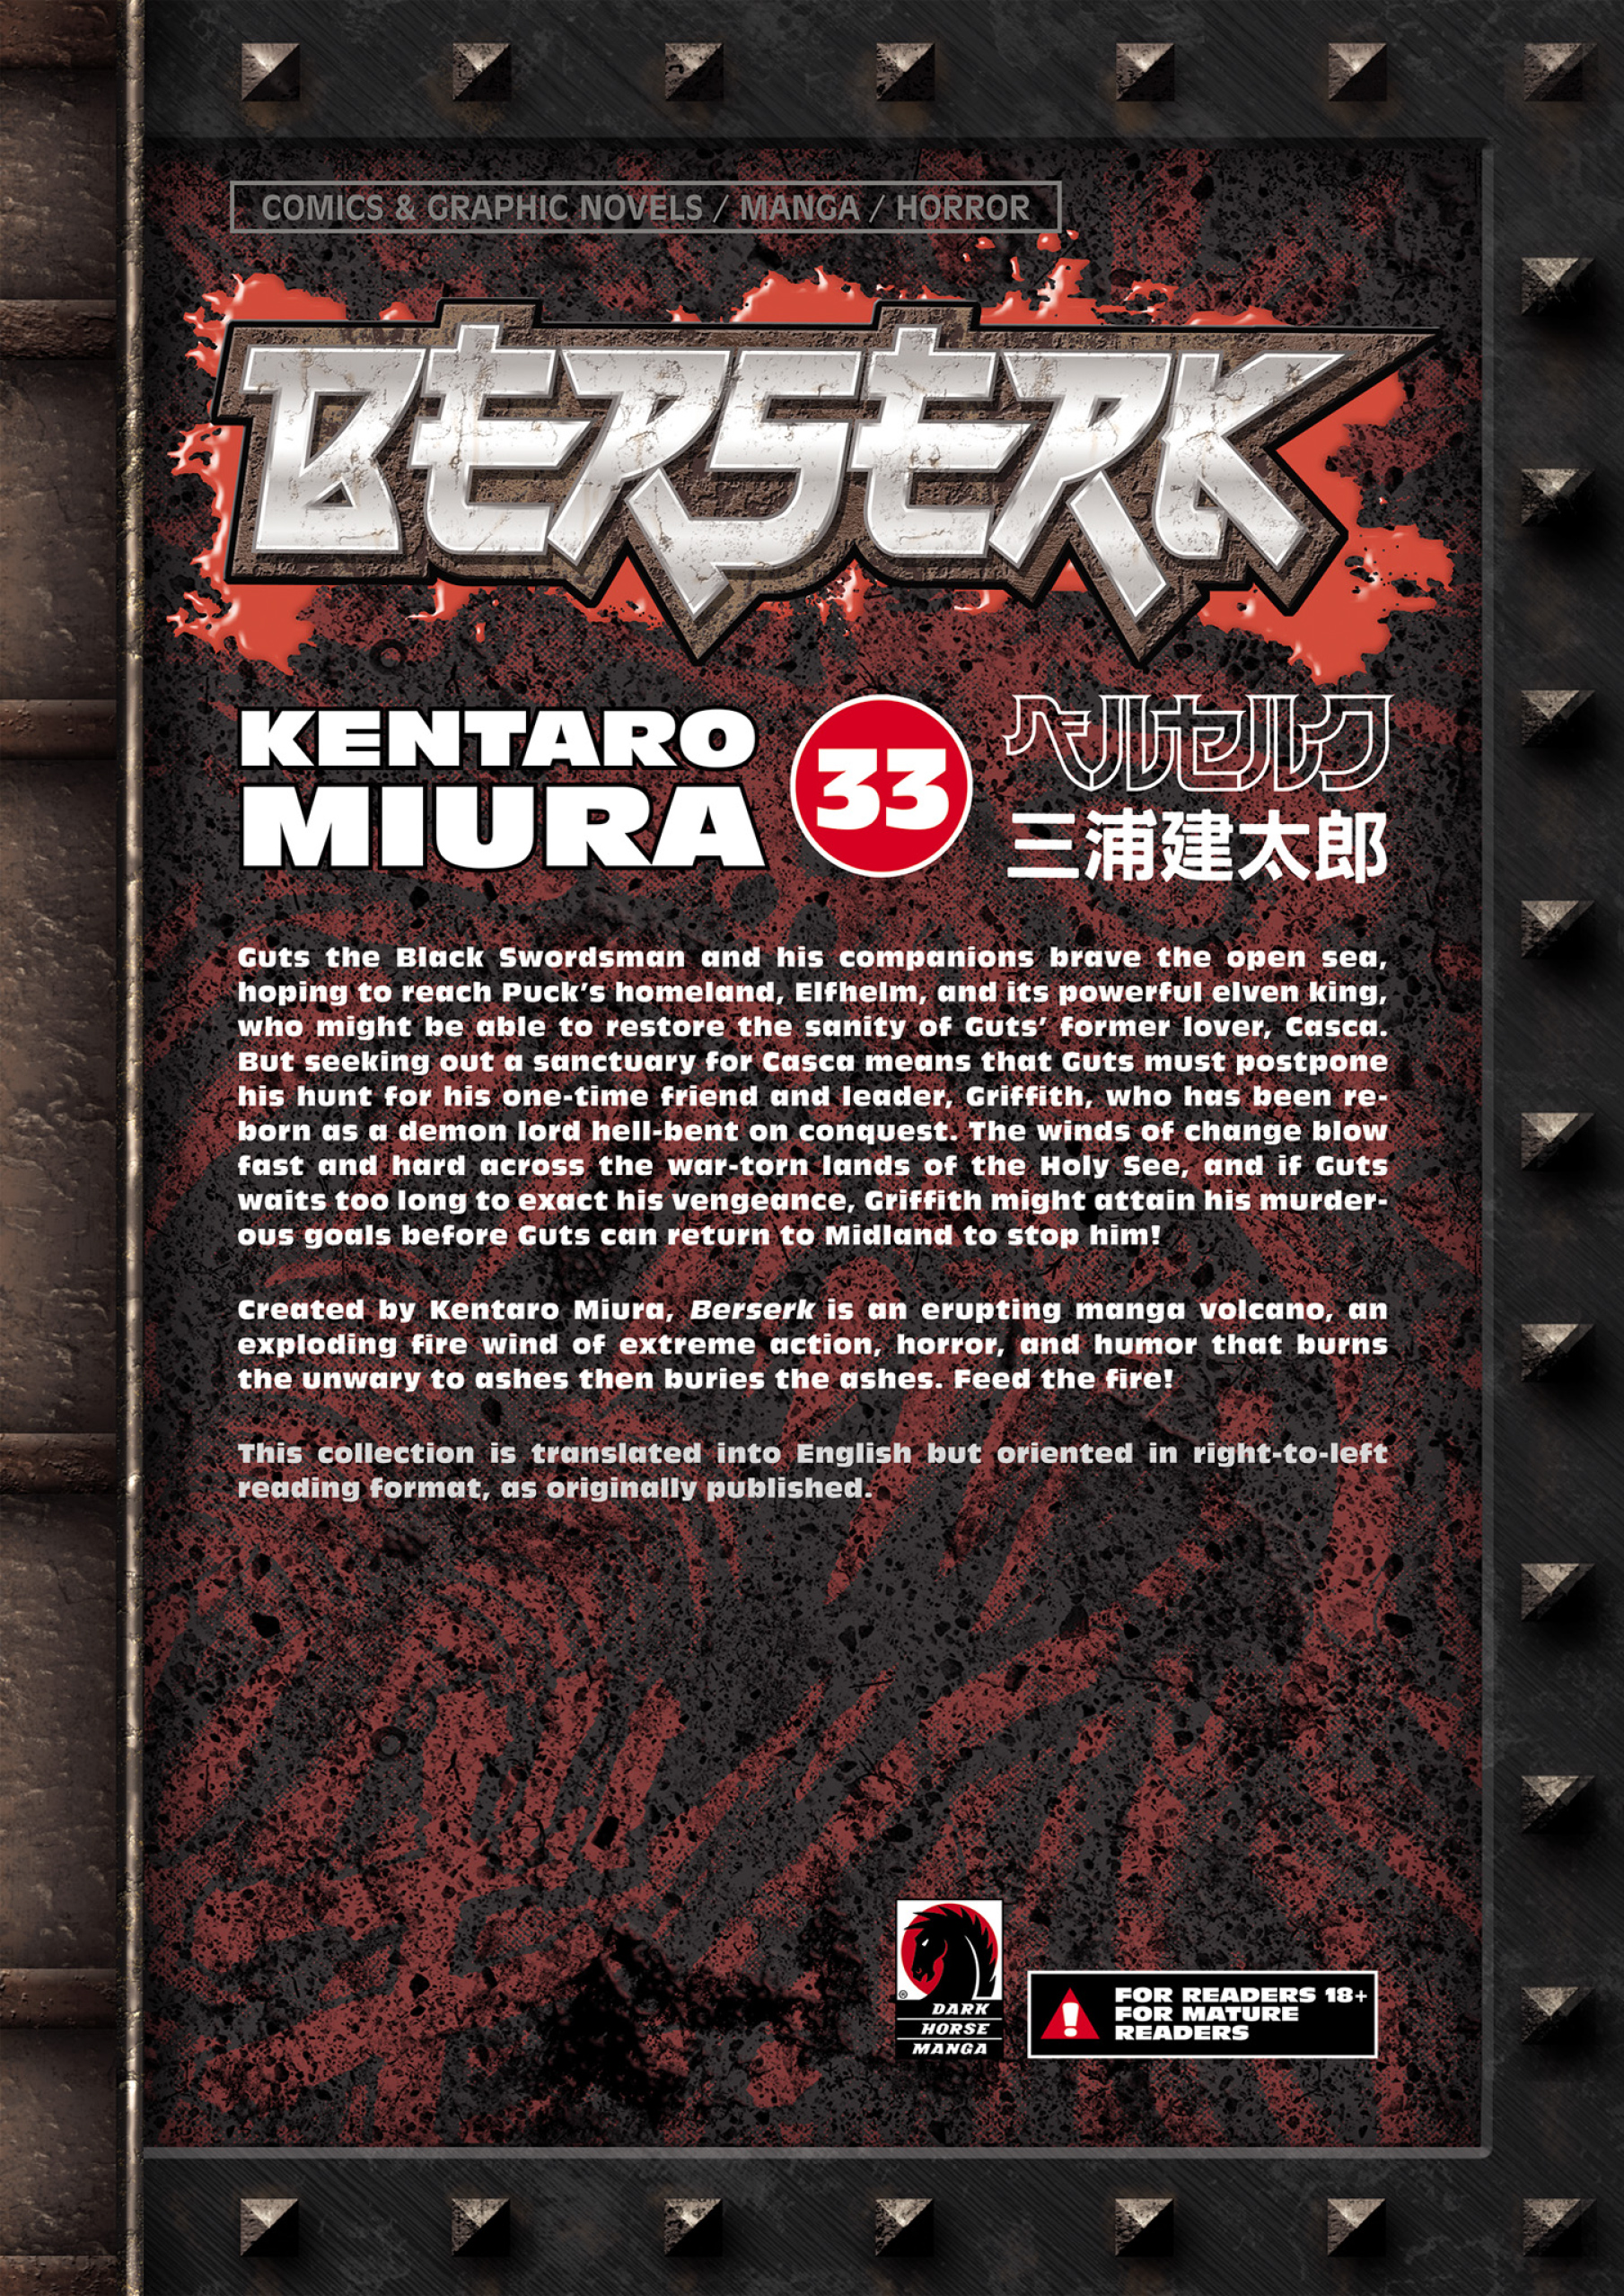 COMICS & GRAPHIC NOVELS / MANGA / HORROR
BERSERK
KENTARO
MIURA
33
ベルセルク
三浦建太郎
Guts the Black Swordsman and his companions brave the open sea,
hoping to reach Puck's homeland, Elfhelm, and its powerful elven king,
who might be able to restore the sanity of Guts' former lover, Casca.
But seeking out a sanctuary for Casca means that Guts must postpone
his hunt for his one-time friend and leader, Griffith, who has been re-
born as a demon lord hell-bent on conquest. The winds of change blow
fast and hard across the war-torn lands of the Holy See, and if Guts
waits too long to exact his vengeance, Griffith might attain his murder-
ous goals before Guts can return to Midland to stop him!
Created by Kentaro Miura, Berserk is an erupting manga volcano, an
exploding fire wind of extreme action, horror, and humor that burns
the unwary to ashes then buries the ashes. Feed the fire!
This collection is translated into English but oriented in right-to-left
reading format, as originally published.
®
DARK
HORSE
MANGA
FOR READERS 18+
FOR MATURE
READERS